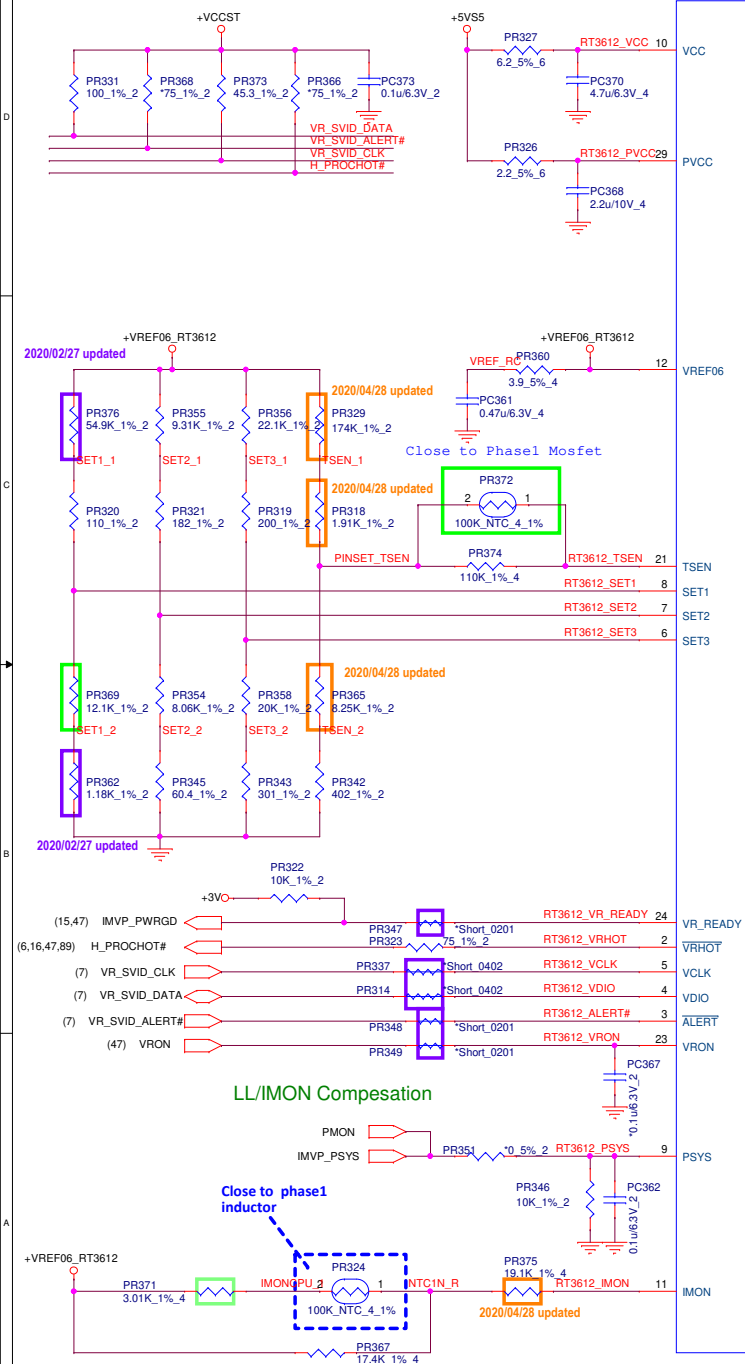 +VCCST
+5VS5
PR331
100_1%_2
PR368
*75_1%_2
PR373
45.3_1%_2
PR366
*75_1%_2
PC373
0.1u/6.3V_2
VR_SVID_DATA
VR_SVID_ALERT#
VR_SVID_CLK
H_PROCHOT#
PR327
6.2_5%_6
RT3612_VCC 10 VCC
PC370
4.7u/6.3V_4
PR326
2.2_5%_6
RT3612_PVCC 29 PVCC
PC368
2.2u/10V_4
D
2020/02/27 updated
+VREF06_RT3612
+VREF06_RT3612
VREF_RC
PR360
3.9_5%_4
12 VREF06
PC361
0.47u/6.3V_4
2020/04/28 updated
PR376
54.9K_1%_2
PR355
9.31K_1%_2
PR356
22.1K_1%_2
PR329
174K_1%_2
SET1_1
SET2_1
SET3_1
TSEN_1
Close to Phase1 Mosfet
2020/04/28 updated
PR320
110_1%_2
PR321
182_1%_2
PR319
200_1%_2
PR318
1.91K_1%_2
C
PR372
2
1
100K_NTC_4_1%
PINSET_TSEN
PR374
110K_1%_4
RT3612_TSEN 21 TSEN
RT3612_SET1 8 SET1
RT3612_SET2 7 SET2
RT3612_SET3 6 SET3
2020/04/28 updated
PR369
12.1K_1%_2
PR354
8.06K_1%_2
PR358
20K_1%_2
PR365
8.25K_1%_2
SET1_2
SET2_2
SET3_2
TSEN_2
PR362
1.18K_1%_2
PR345
60.4_1%_2
PR343
301_1%_2
PR342
402_1%_2
2020/02/27 updated
B
PR322
10K_1%_2
+3V
(15,47) IMVP_PWRGD
PR347
*Short_0201
RT3612_VR_READY 24 VR_READY
(6,16,47,89) H_PROCHOT#
PR323
75_1%_2
RT3612_VRHOT 2 VRHOT
(7) VR_SVID_CLK
PR337
*Short_0402
RT3612_VCLK 5 VCLK
(7) VR_SVID_DATA
PR314
*Short_0402
RT3612_VDIO 4 VDIO
(7) VR_SVID_ALERT#
PR348
*Short_0201
RT3612_ALERT# 3 ALERT
(47) VRON
PR349
*Short_0201
RT3612_VRON 23 VRON
PC367
*0.1u/6.3V_2
LL/IMON Compesation
PMON
IMVP_PSYS
PR351
*0_5%_2
RT3612_PSYS 9 PSYS
PR346
10K_1%_2
PC362
0.1u/6.3V_2
A
Close to phase1
inductor
+VREF06_RT3612
PR371
3.01K_1%_4
IMONCPU_2
PR324
2
1
100K_NTC_4_1%
NTC1N_R
PR375
19.1K_1%_4
RT3612_IMON 11 IMON
2020/04/28 updated
PR367
17.4K_1%_4